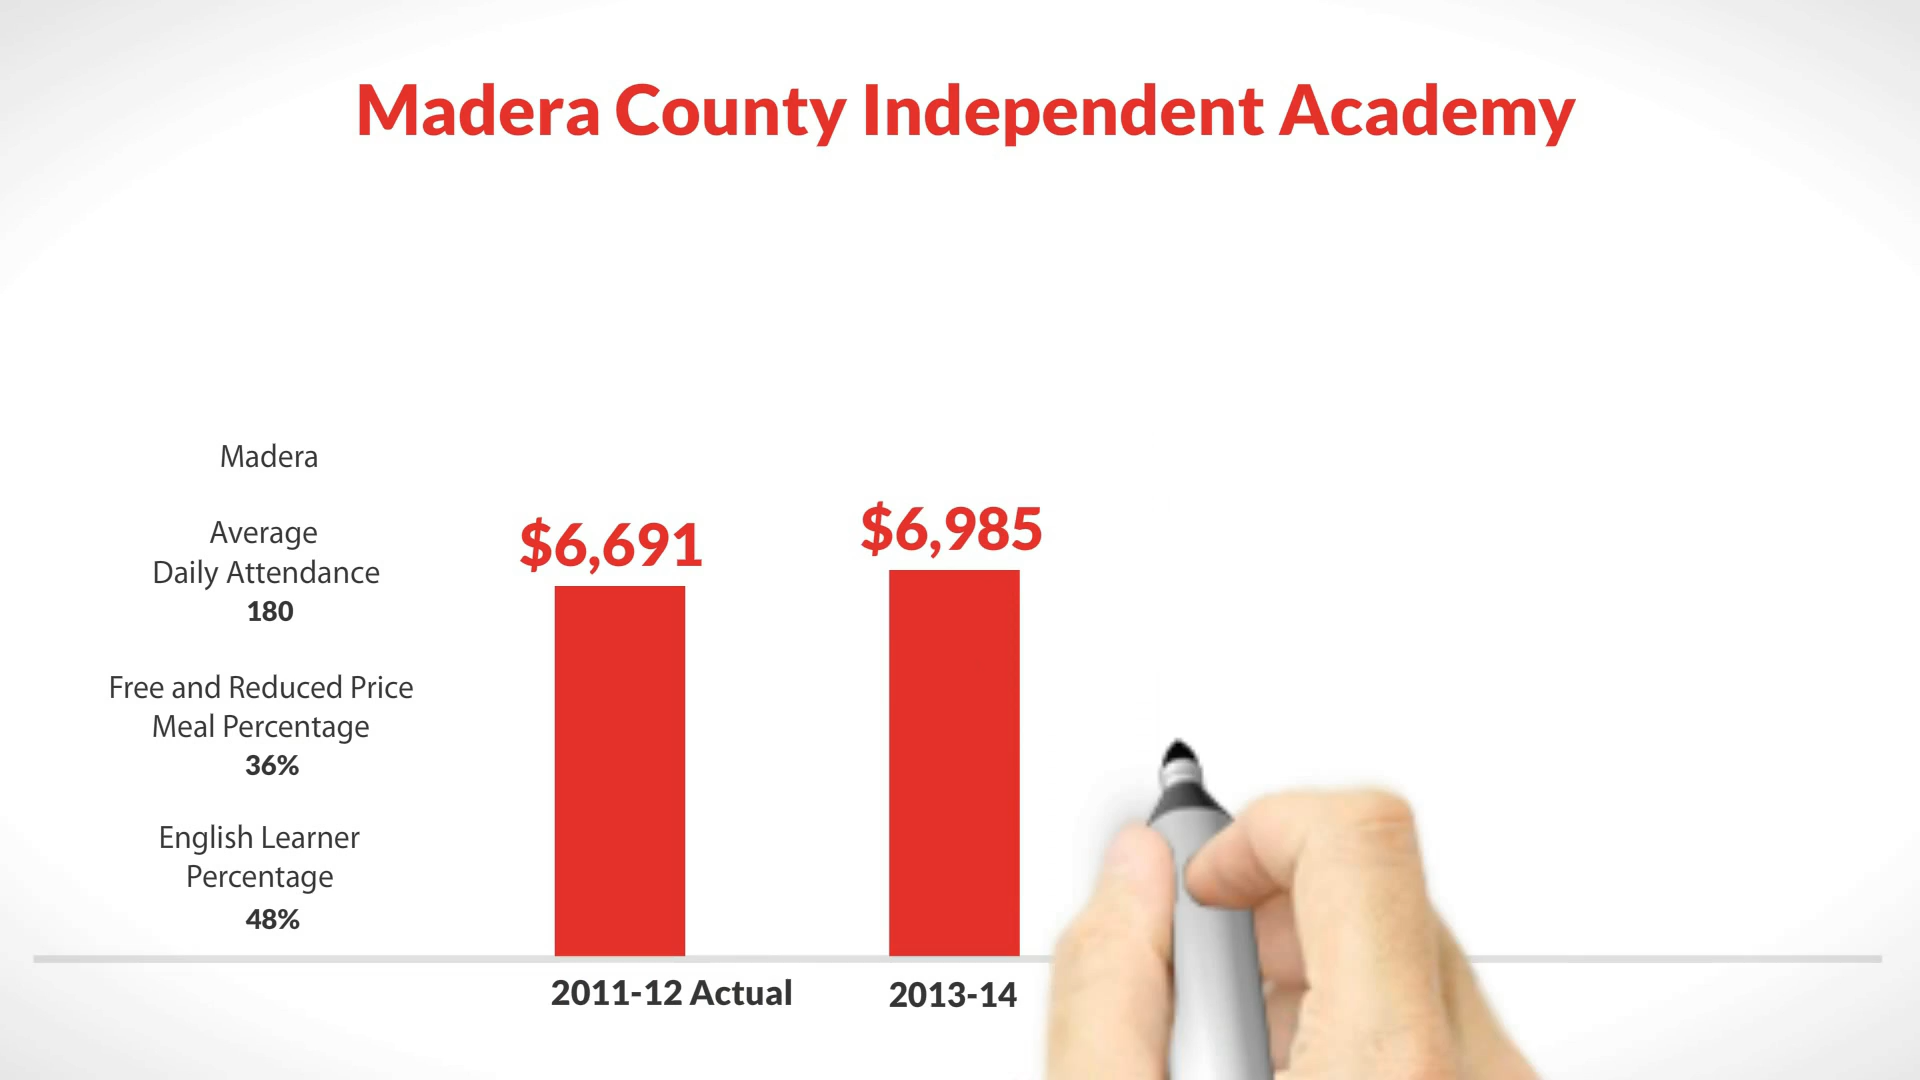 Madera County Independent Academy
Madera
Average
Daily Attendance
180
Free and Reduced Price
Meal Percentage
36%
English Learner
Percentage
48%
$6,691
$6,985
2011-12 Actual
2013-14